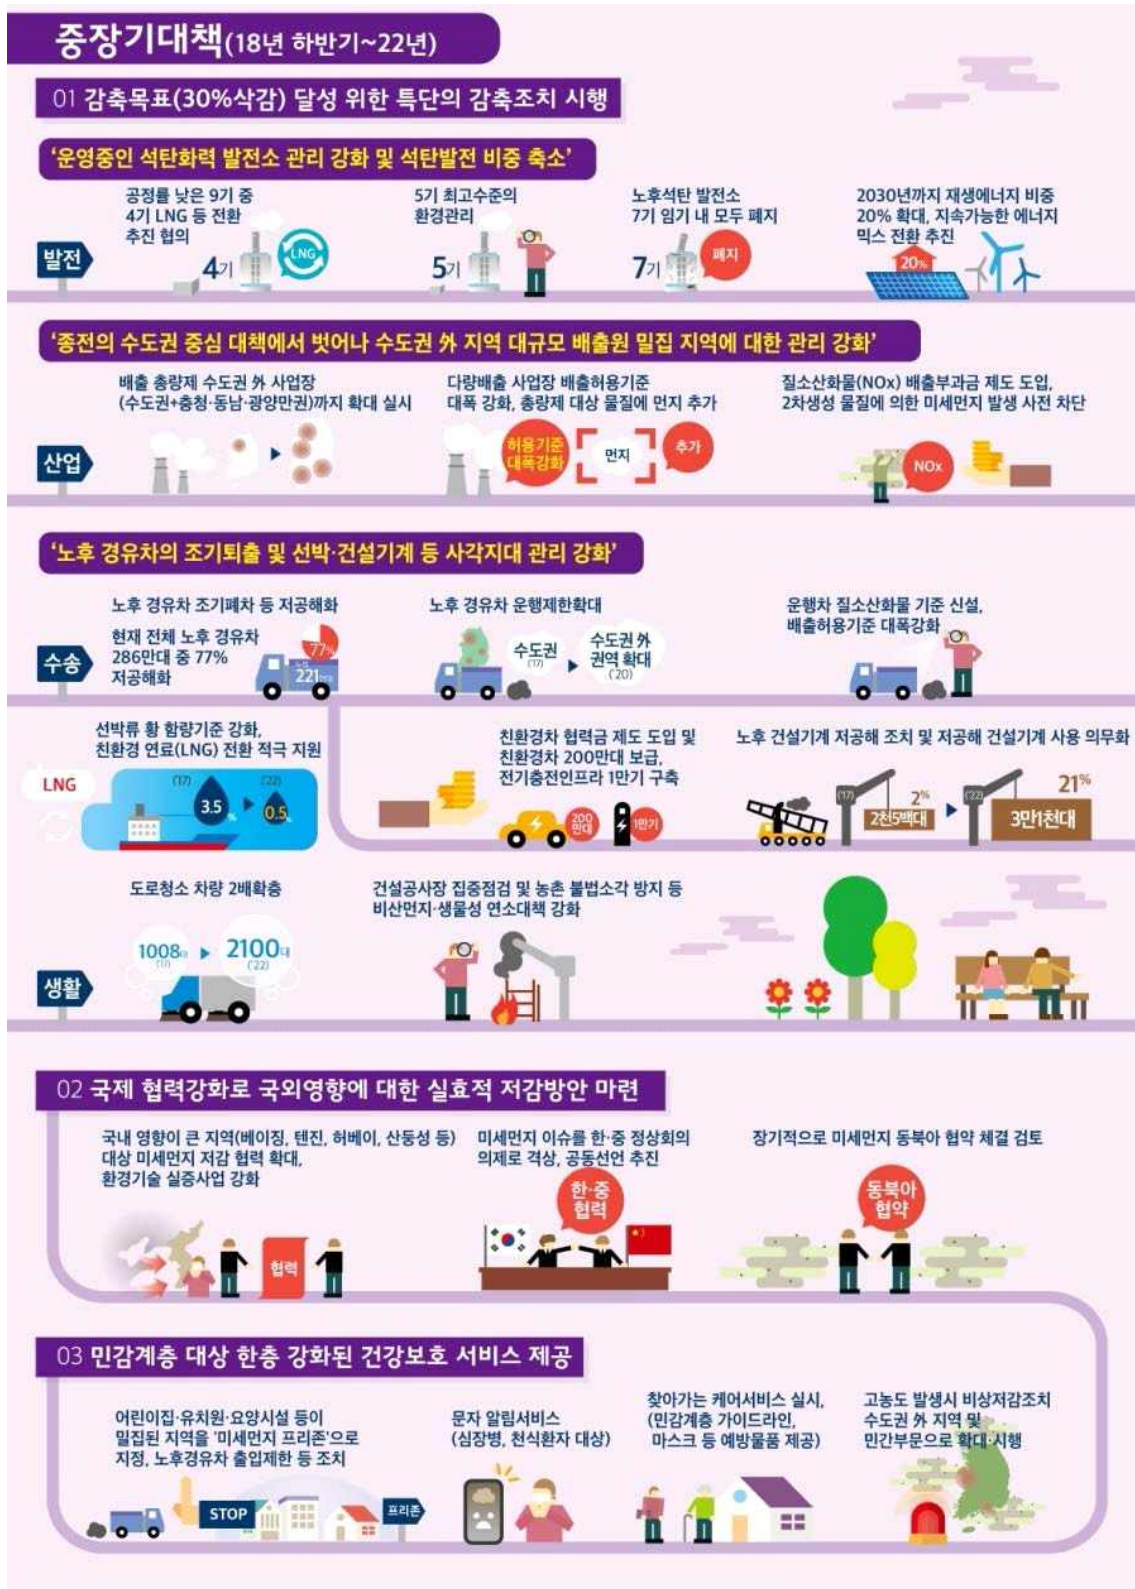 중장기대책(18년 하반기~22년)
01 감축목표(30%삭감) 달성 위한 특단의 감축조치 시행
‘운영중인 석탄화력 발전소 관리 강화 및 석탄발전 비중 축소’
발전
공정률 낮은 9기 중
4기 LNG 등 전환
추진 협의
4기
LNG
5기 최고수준의
환경관리
5기
노후석탄 발전소
7기 임기 내 모두 폐지
7기
폐지
2030년까지 재생에너지 비중
20% 확대, 지속가능한 에너지
믹스 전환 추진
20%
‘종전의 수도권 중심 대책에서 벗어나 수도권 外 지역 대규모 배출원 밀집 지역에 대한 관리 강화’
산업
배출 총량제 수도권 外 사업장
(수도권+충청·동남·광양만권)까지 확대 실시
다량배출 사업장 배출허용기준
대폭 강화, 총량제 대상 물질에 먼지 추가
허용기준
대폭강화
먼지
추가
질소산화물(NOx) 배출부과금 제도 도입,
2차생성 물질에 의한 미세먼지 발생 사전 차단
NOx
‘노후 경유차의 조기퇴출 및 선박·건설기계 등 사각지대 관리 강화’
수송
노후 경유차 조기폐차 등 저공해화
현재 전체 노후 경유차
286만대 중 77%
저공해화
77%
221만대
노후 경유차 운행제한확대
수도권
('17)
수도권 外
권역 확대
('20)
운행차 질소산화물 기준 신설,
배출허용기준 대폭강화
선박류 황 함량기준 강화,
친환경 연료(LNG) 전환 적극 지원
LNG
('17)
3.5%
('22)
0.5%
친환경차 협력금 제도 도입 및
친환경차 200만대 보급,
전기충전인프라 1만기 구축
200
만대
1만기
노후 건설기계 저공해 조치 및 저공해 건설기계 사용 의무화
('17)
2%
2천5백대
('22)
21%
3만1천대
생활
도로청소 차량 2배확충
1008대
('17)
2100대
('22)
건설공사장 집중점검 및 농촌 불법소각 방지 등
비산먼지·생물성 연소대책 강화
02 국제 협력강화로 국외영향에 대한 실효적 저감방안 마련
국내 영향이 큰 지역(베이징, 텐진, 허베이, 산둥성 등)
대상 미세먼지 저감 협력 확대,
환경기술 실증사업 강화
협력
미세먼지 이슈를 한·중 정상회의
의제로 격상, 공동선언 추진
한·중
협력
장기적으로 미세먼지 동북아 협약 체결 검토
동북아
협약
03 민감계층 대상 한층 강화된 건강보호 서비스 제공
어린이집·유치원·요양시설 등이
밀집된 지역을 '미세먼지 프리존'으로
지정, 노후경유차 출입제한 등 조치
STOP
프리존
문자 알림서비스
(심장병, 천식환자 대상)
찾아가는 케어서비스 실시,
(민감계층 가이드라인,
마스크 등 예방물품 제공)
고농도 발생시 비상저감조치
수도권 外 지역 및
민간부문으로 확대·시행